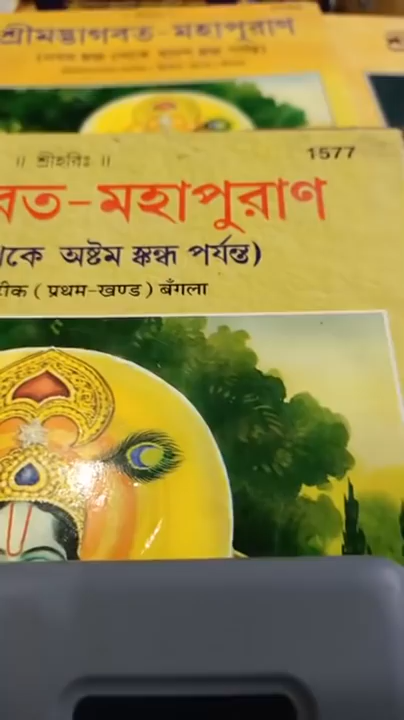 শ্রীমদ্ভাগবত-মহাপুরাণ
॥ শ্রীহরিঃ ॥
1577
বত-মহাপুরাণ
থেকে অষ্টম স্কন্ধ পর্যন্ত)
টীক (প্রথম-খণ্ড) বঁগলা